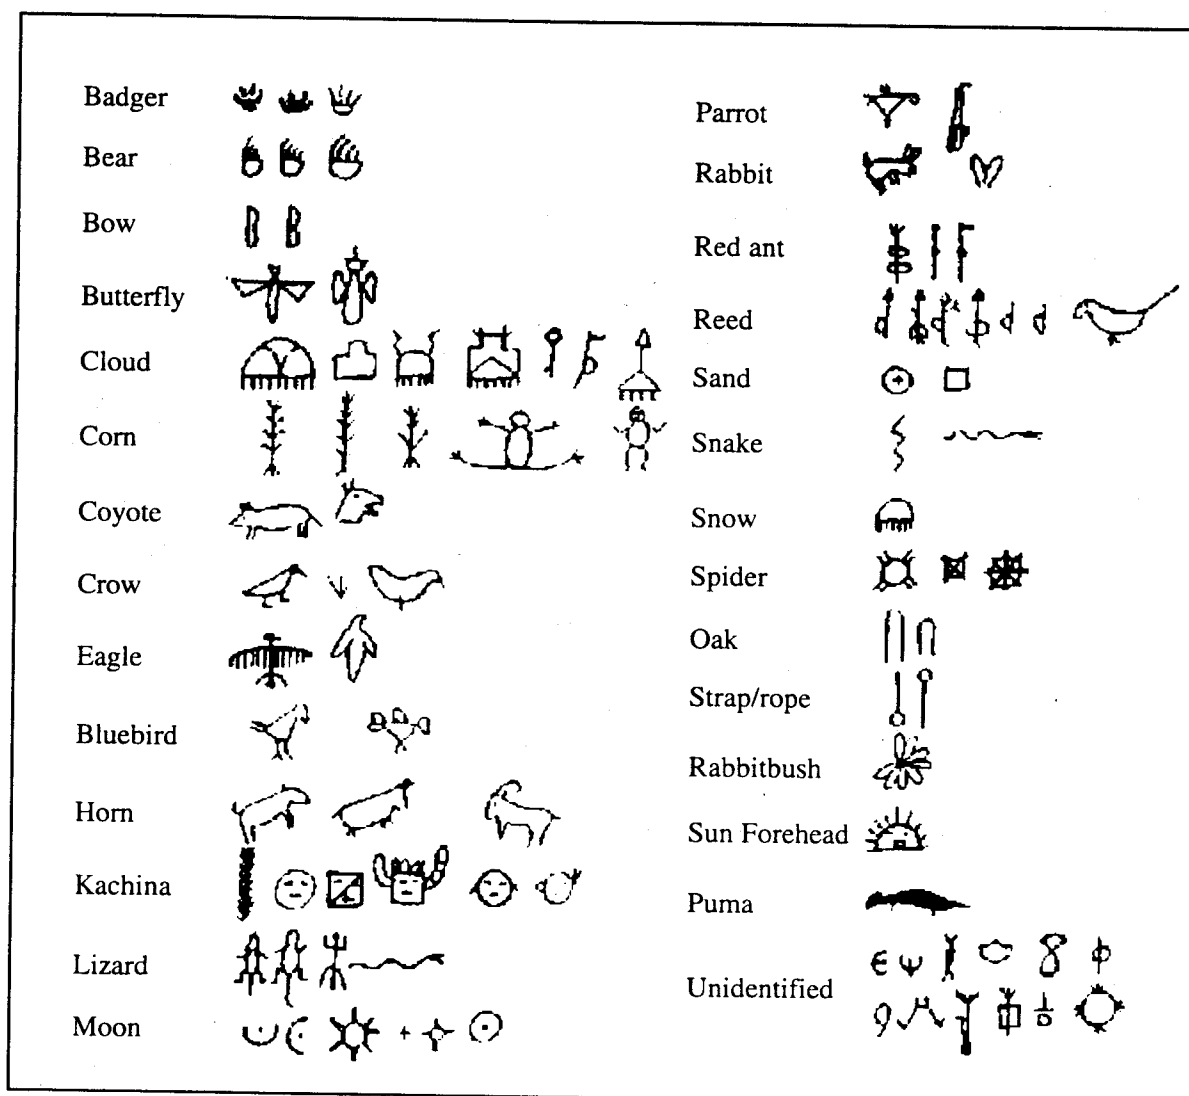 Badger
Bear
Bow
Butterfly
Cloud
Corn
Coyote
Crow
Eagle
Bluebird
Horn
Kachina
Lizard
Moon
Parrot
Rabbit
Red ant
Reed
Sand
Snake
Snow
Spider
Oak
Strap/rope
Rabbitbush
Sun Forehead
Puma
Unidentified